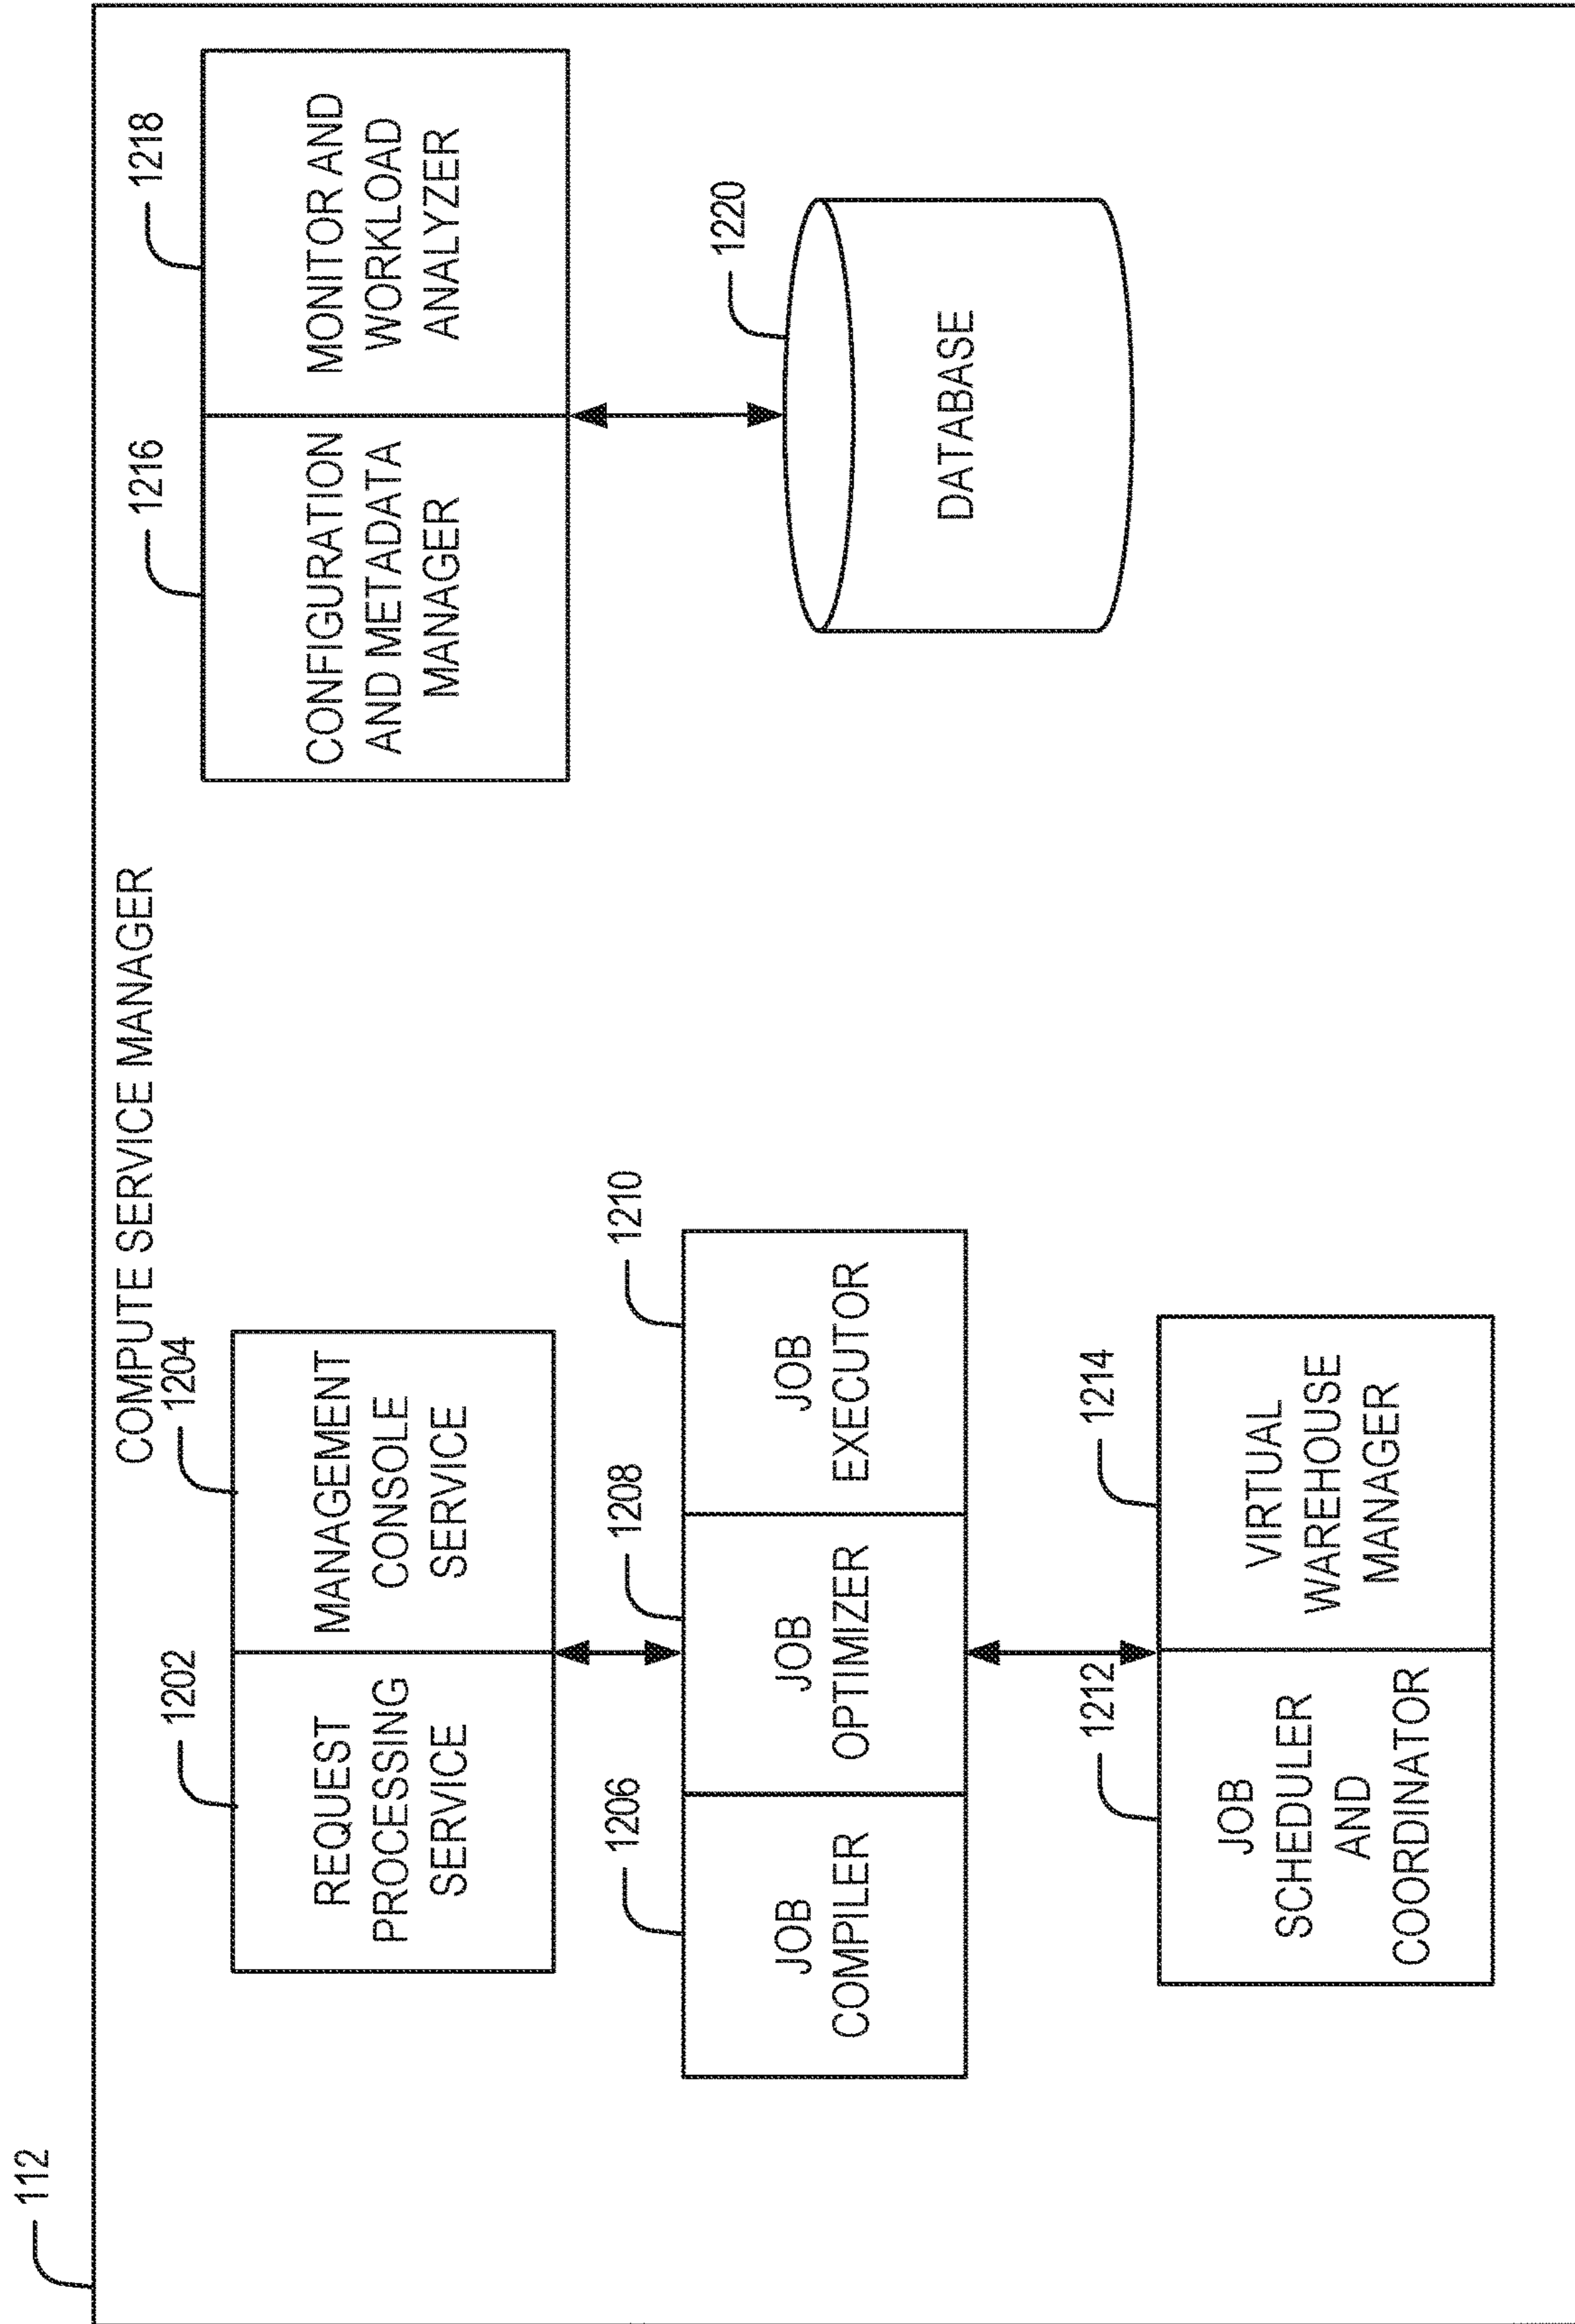 112
COMPUTE SERVICE MANAGER
1202
1204
REQUEST
PROCESSING
SERVICE
MANAGEMENT
CONSOLE
SERVICE
1206
1208
1210
JOB
COMPILER
JOB
OPTIMIZER
JOB
EXECUTOR
1212
1214
JOB
SCHEDULER
AND
COORDINATOR
VIRTUAL
WAREHOUSE
MANAGER
1216
1218
CONFIGURATION
AND METADATA
MANAGER
MONITOR AND
WORKLOAD
ANALYZER
1220
DATABASE